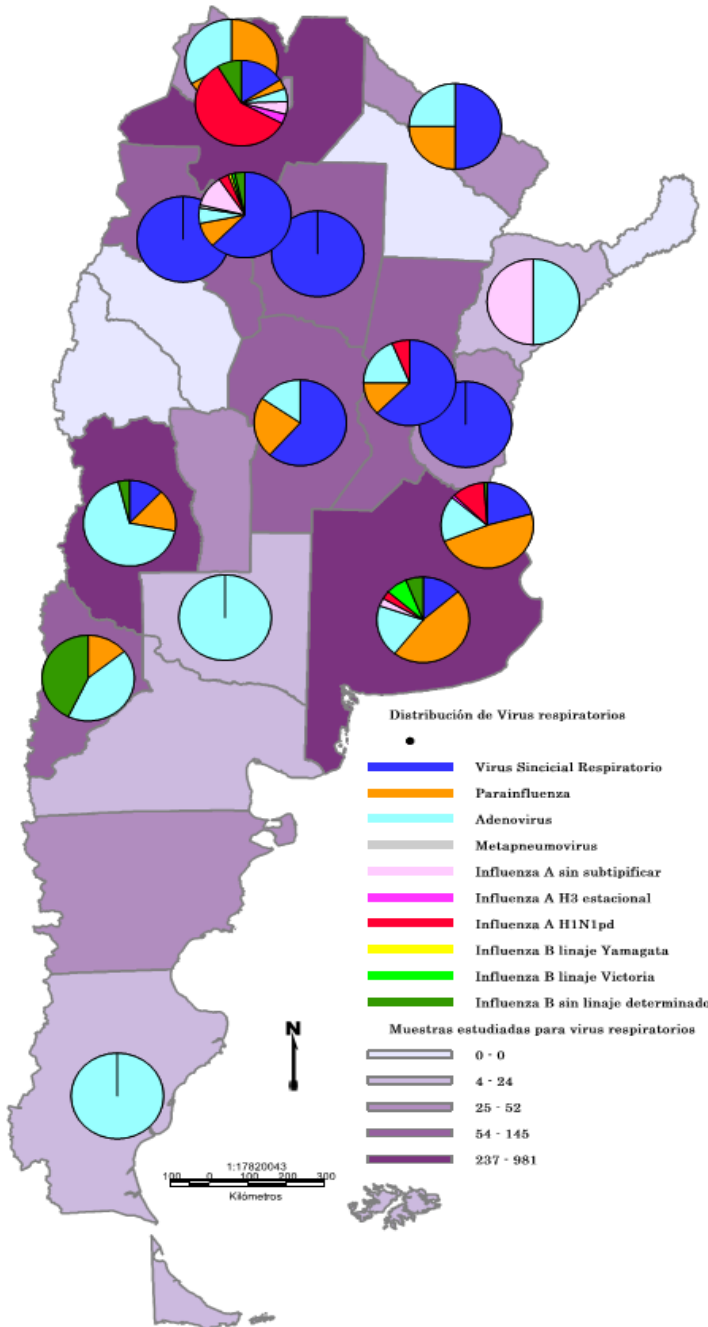 Distribución de Virus respiratorios
Virus Sincicial Respiratorio
Parainfluenza
Adenovirus
Metapneumovirus
Influenza A sin subtipificar
Influenza A H3 estacional
Influenza A H1N1pd
Influenza B linaje Yamagata
Influenza B linaje Victoria
Influenza B sin linaje determinado
Muestras estudiadas para virus respiratorios
0 - 0
4 - 24
25 - 52
54 - 145
237 - 981
N
1:17820043
100 0 100 200 300
Kilómetros